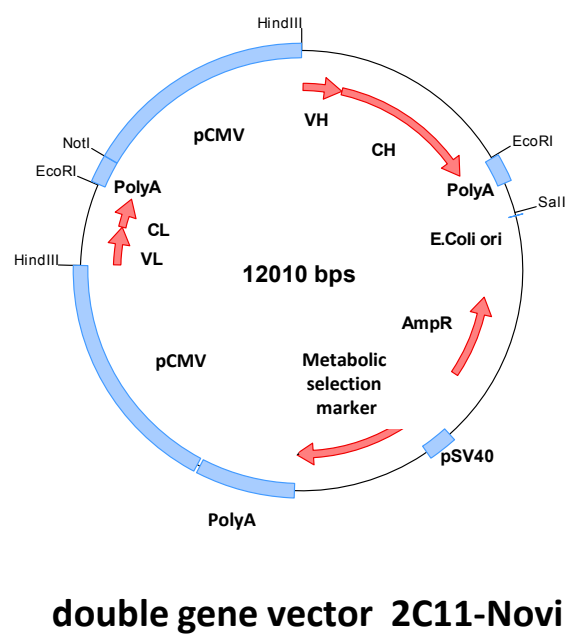 HindIII
VH
pCMV
CH
NotI
EcoRI
EcoRI
PolyA
PolyA
SalI
CL
E.Coli ori
HindIII
VL
12010 bps
AmpR
pCMV
Metabolic
selection
marker
pSV40
PolyA
double gene vector 2C11-Novi